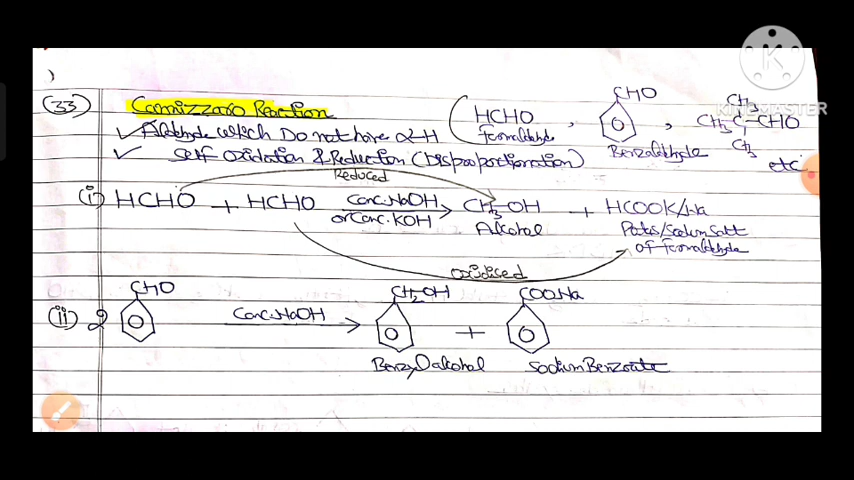 )
(33) Cannizzaro Reaction
Aldehyde which Do not have α-H
Self Oxidation & Reduction (Disproportionation)
HCHO
Formaldehyde
,
CHO
Benzaldehyde
,
CH3
CH3-C-CHO
CH3
etc
KINEMASTER
Reduced
(i) HCHO + HCHO conc.NaOH or conc.KOH → CH3-OH + HCOOK/Na
Alcohol
Potas/Sodium Salt
of Formaldehyde
oxidised
(ii) 2 CHO conc.NaOH → CH2OH + COONa
Benzyl alcohol
Sodium Benzoate